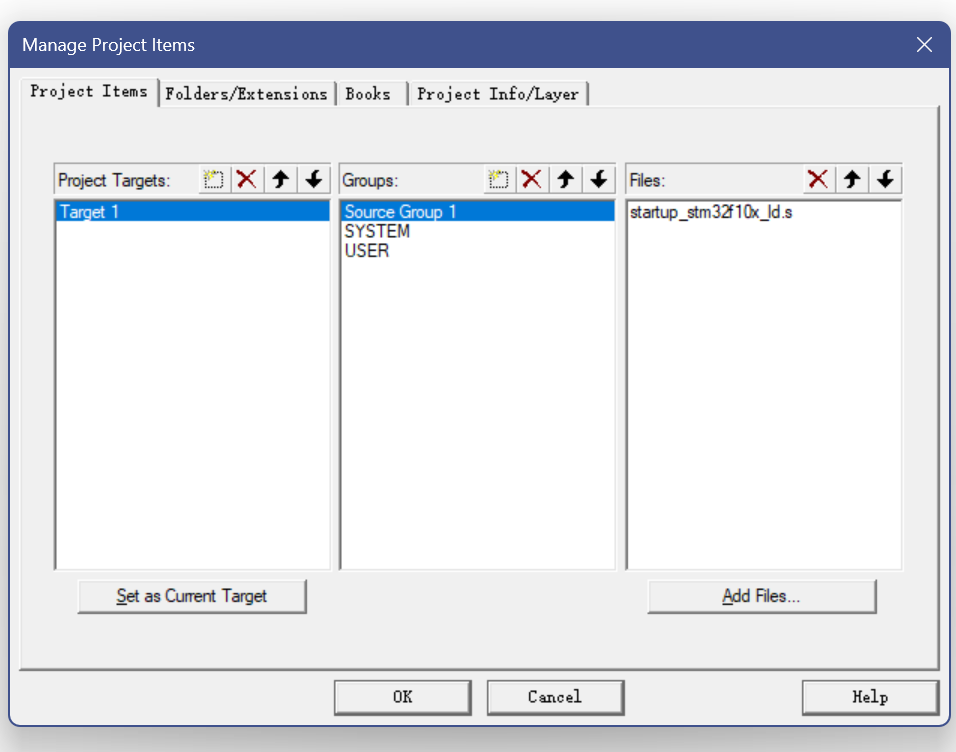 Manage Project Items
Project Items
Folders/Extensions
Books
Project Info/Layer
Project Targets:
Groups:
Files:
Target 1
Source Group 1
SYSTEM
USER
startup_stm32f10x_ld.s
Set as Current Target
Add Files...
OK
Cancel
Help